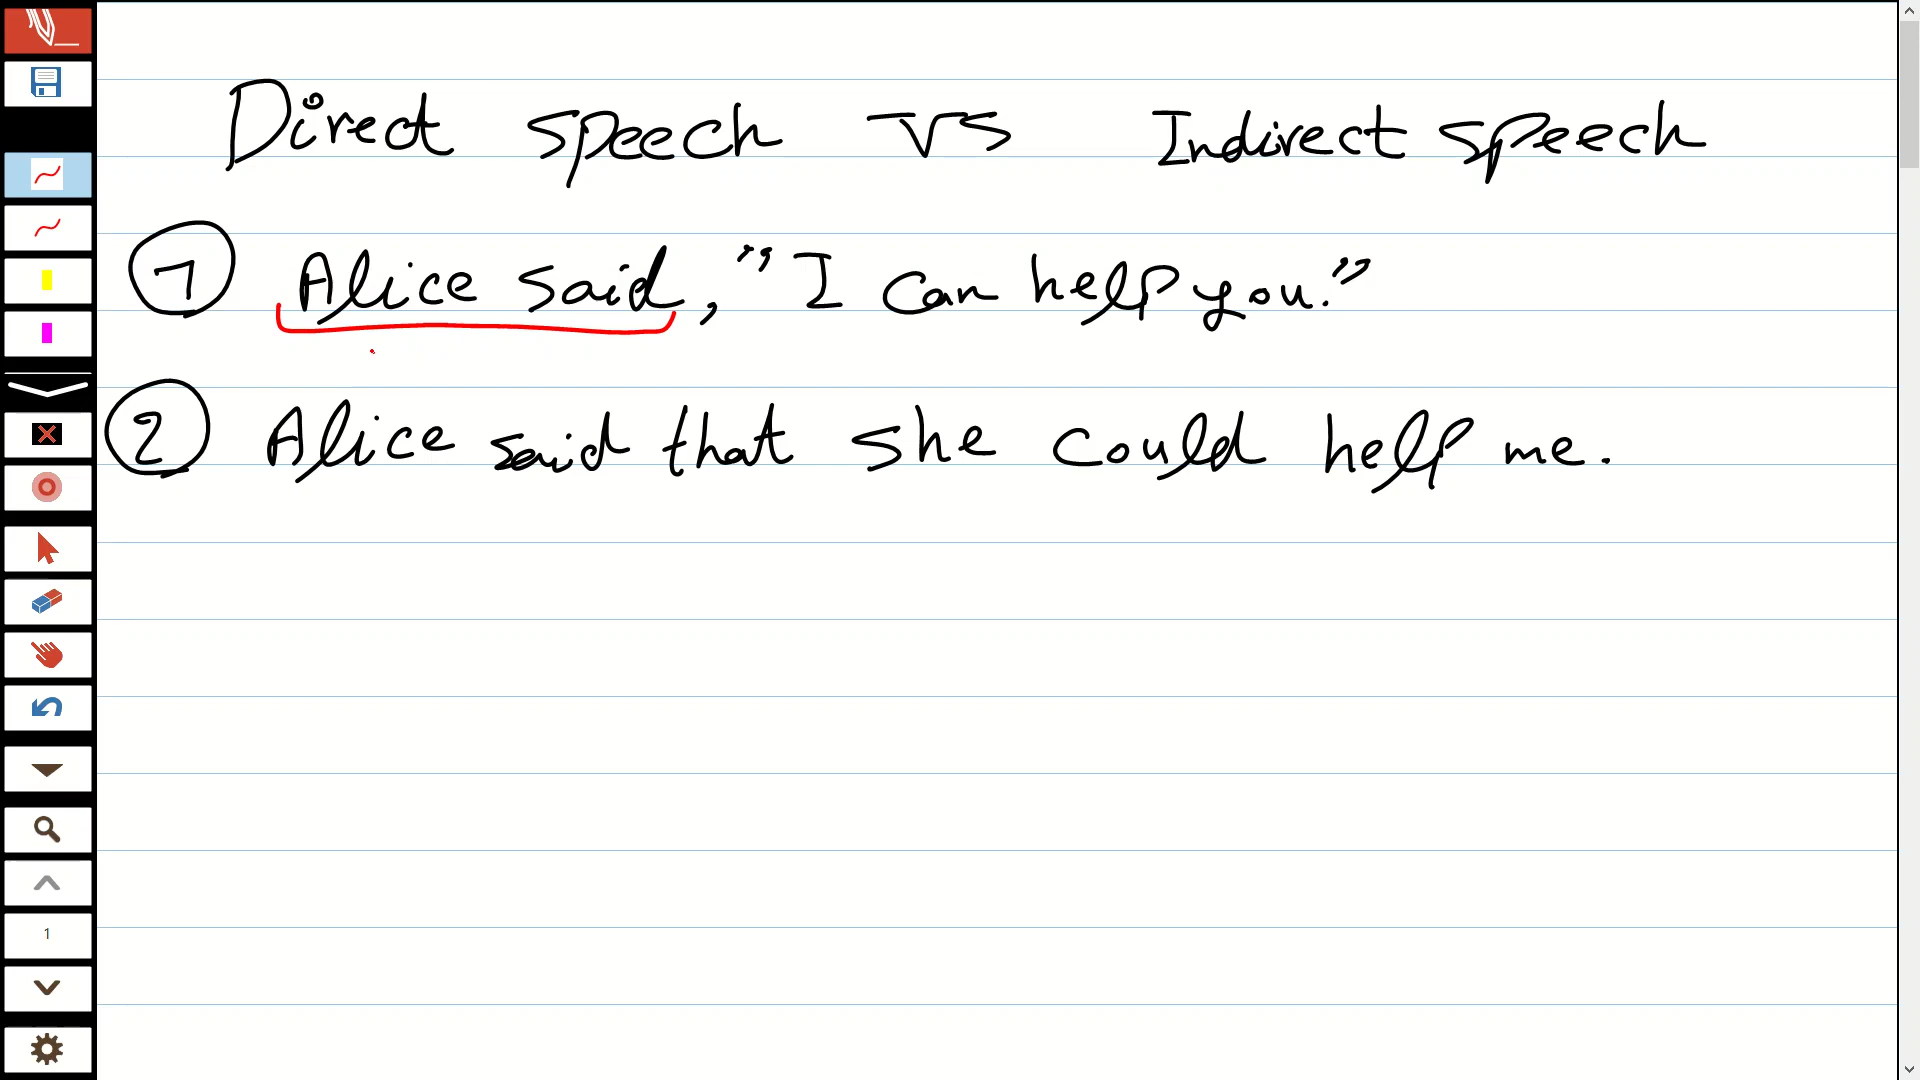 Direct speech vs Indirect speech
1 Alice said, "I can help you."
2 Alice said that she could help me.
1